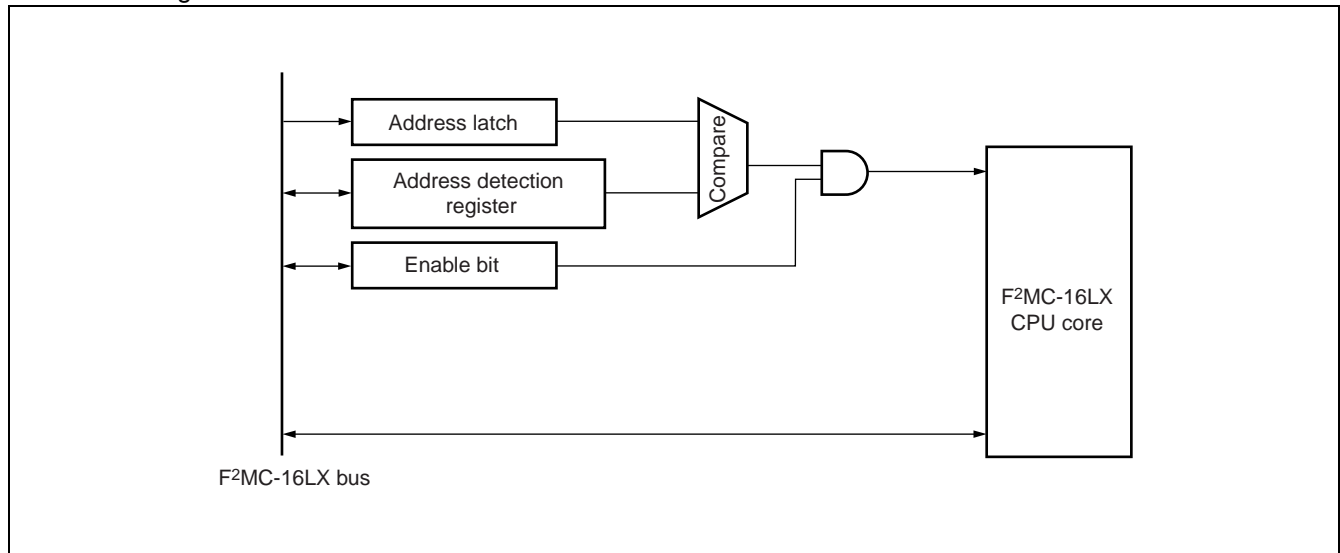 Address latch
Compare
Address detection
register
Enable bit
F²MC-16LX
CPU core
F²MC-16LX bus